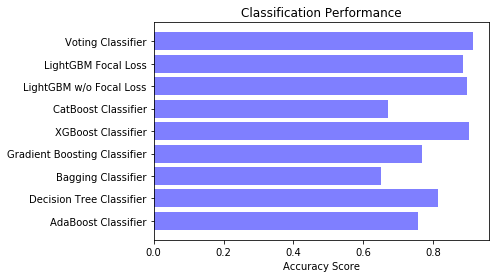 Classification Performance
Voting Classifier
LightGBM Focal Loss
LightGBM w/o Focal Loss
CatBoost Classifier
XGBoost Classifier
Gradient Boosting Classifier
Bagging Classifier
Decision Tree Classifier
AdaBoost Classifier
0.0 0.2 0.4 0.6 0.8
Accuracy Score